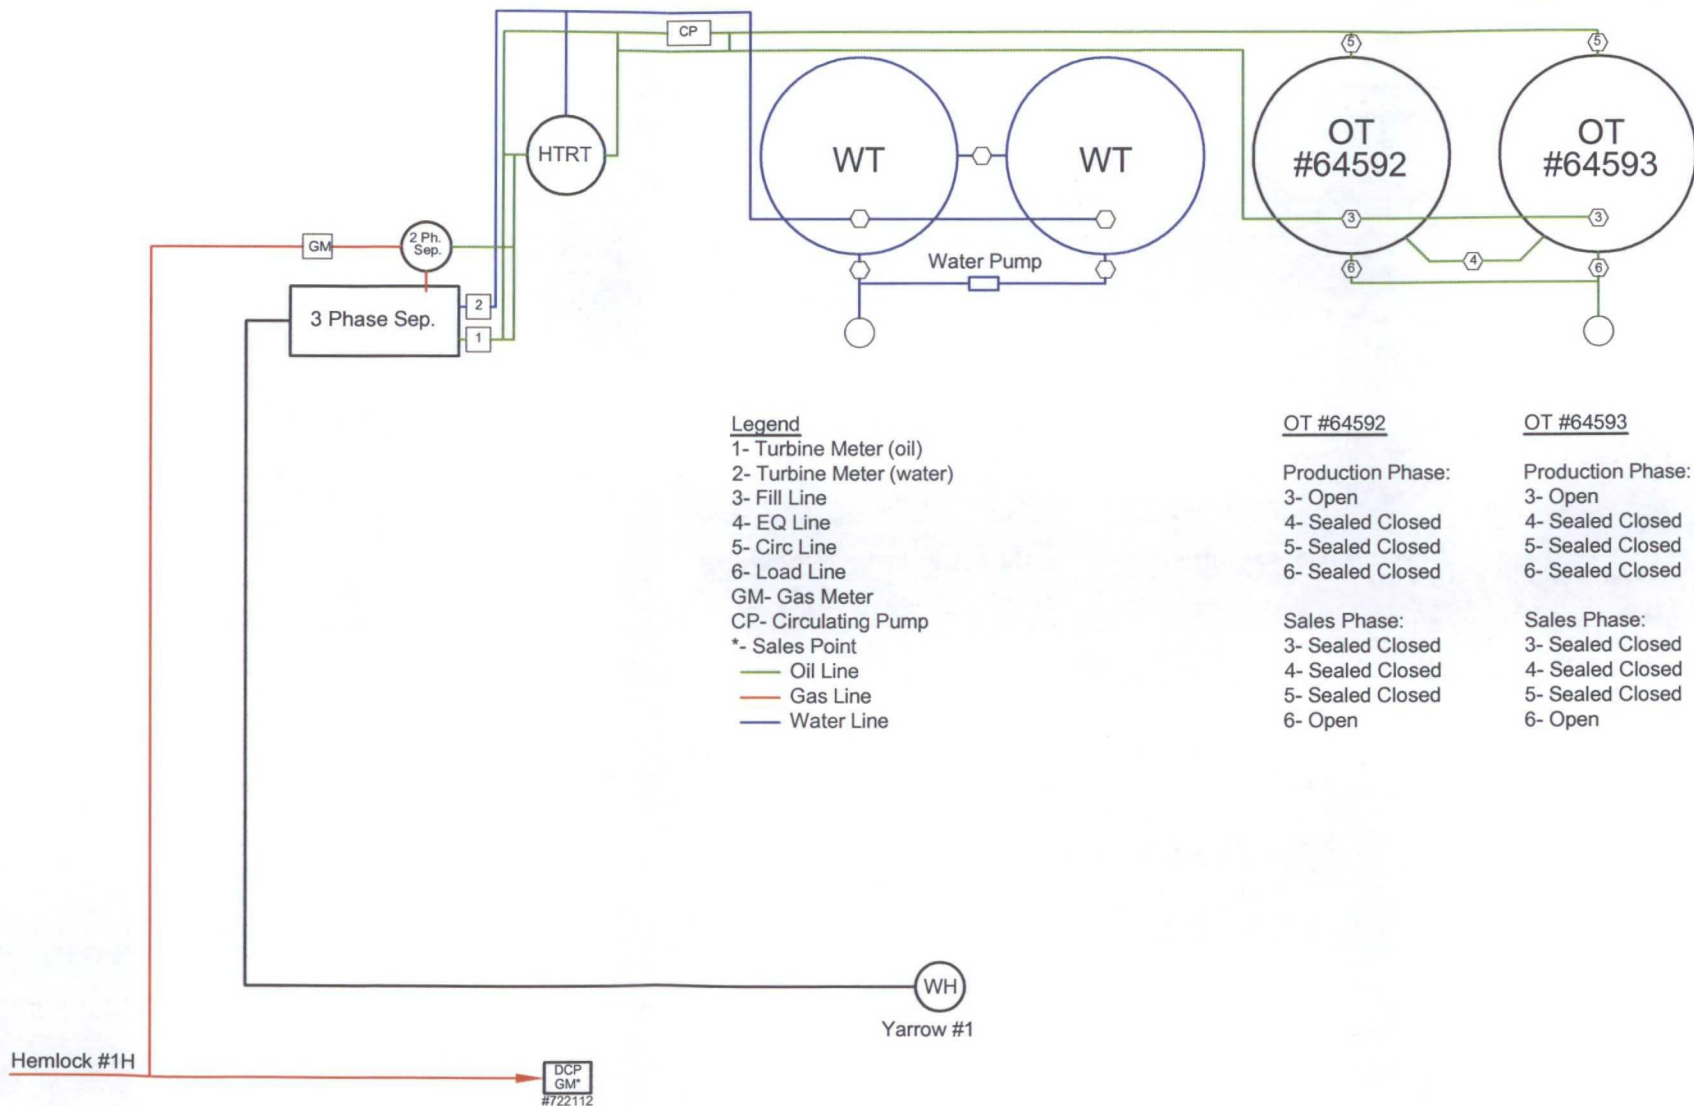 CP
5
5
HTRT
WT
WT
OT
#64592
OT
#64593
3
3
GM
2 Ph.
Sep.
4
Water Pump
6
6
3 Phase Sep.
2
1
Legend
1- Turbine Meter (oil)
2- Turbine Meter (water)
3- Fill Line
4- EQ Line
5- Circ Line
6- Load Line
GM- Gas Meter
CP- Circulating Pump
*- Sales Point
Oil Line
Gas Line
Water Line
OT #64592
Production Phase:
3- Open
4- Sealed Closed
5- Sealed Closed
6- Sealed Closed
Sales Phase:
3- Sealed Closed
4- Sealed Closed
5- Sealed Closed
6- Open
OT #64593
Production Phase:
3- Open
4- Sealed Closed
5- Sealed Closed
6- Sealed Closed
Sales Phase:
3- Sealed Closed
4- Sealed Closed
5- Sealed Closed
6- Open
WH
Yarrow #1
Hemlock #1H
DCP
GM*
#722112